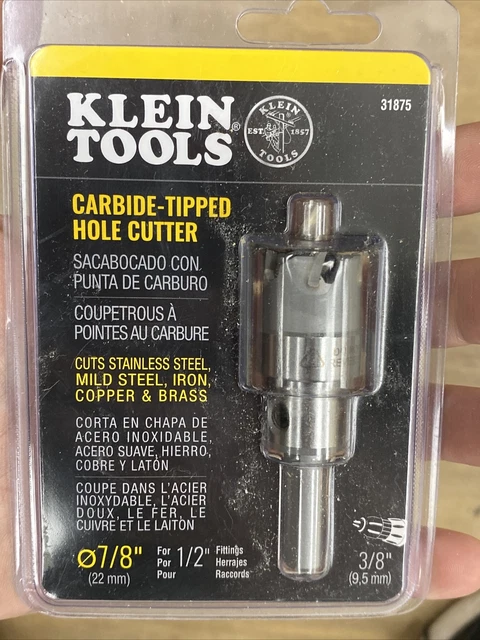 KLEIN
TOOLS®
KLEIN
EST. 1857
TOOLS
31875
CARBIDE-TIPPED
HOLE CUTTER
SACABOCADO CON
PUNTA DE CARBURO
COUPETROUS À
POINTES AU CARBURE
CUTS STAINLESS STEEL,
MILD STEEL, IRON,
COPPER & BRASS
CORTA EN CHAPA DE
ACERO INOXIDABLE,
ACERO SUAVE, HIERRO,
COBRE Y LATÓN
COUPE DANS L'ACIER
INOXYDABLE, L'ACIER
DOUX, LE FER, LE
CUIVRE ET LE LAITON
Ø7/8"
(22 mm)
For
Por
Pour
1/2"
Fittings
Herrajes
Raccords
3/8"
(9,5 mm)